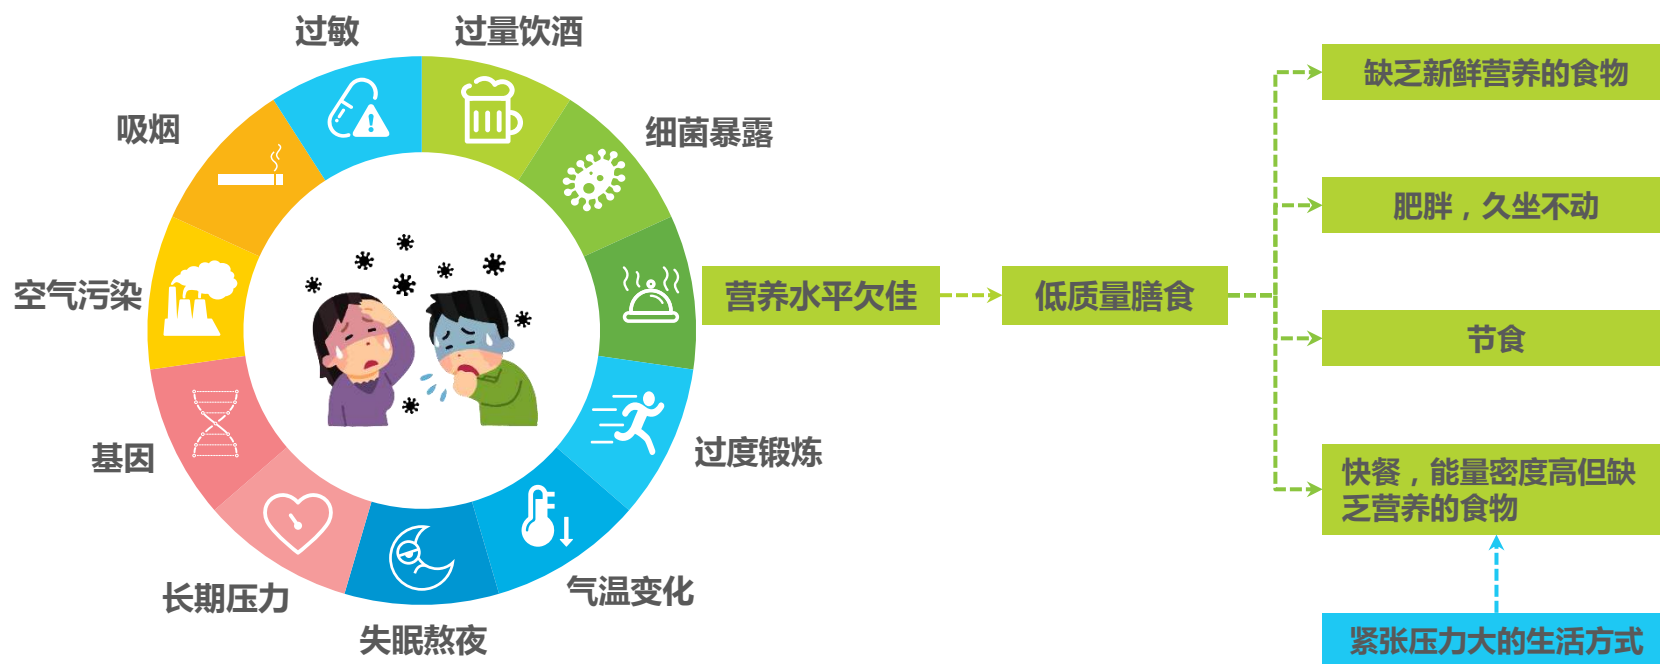 过敏
过量饮酒
吸烟
细菌暴露
空气污染
营养水平欠佳
基因
过度锻炼
长期压力
气温变化
失眠熬夜
低质量膳食
缺乏新鲜营养的食物
肥胖，久坐不动
节食
快餐，能量密度高但缺
乏营养的食物
紧张压力大的生活方式